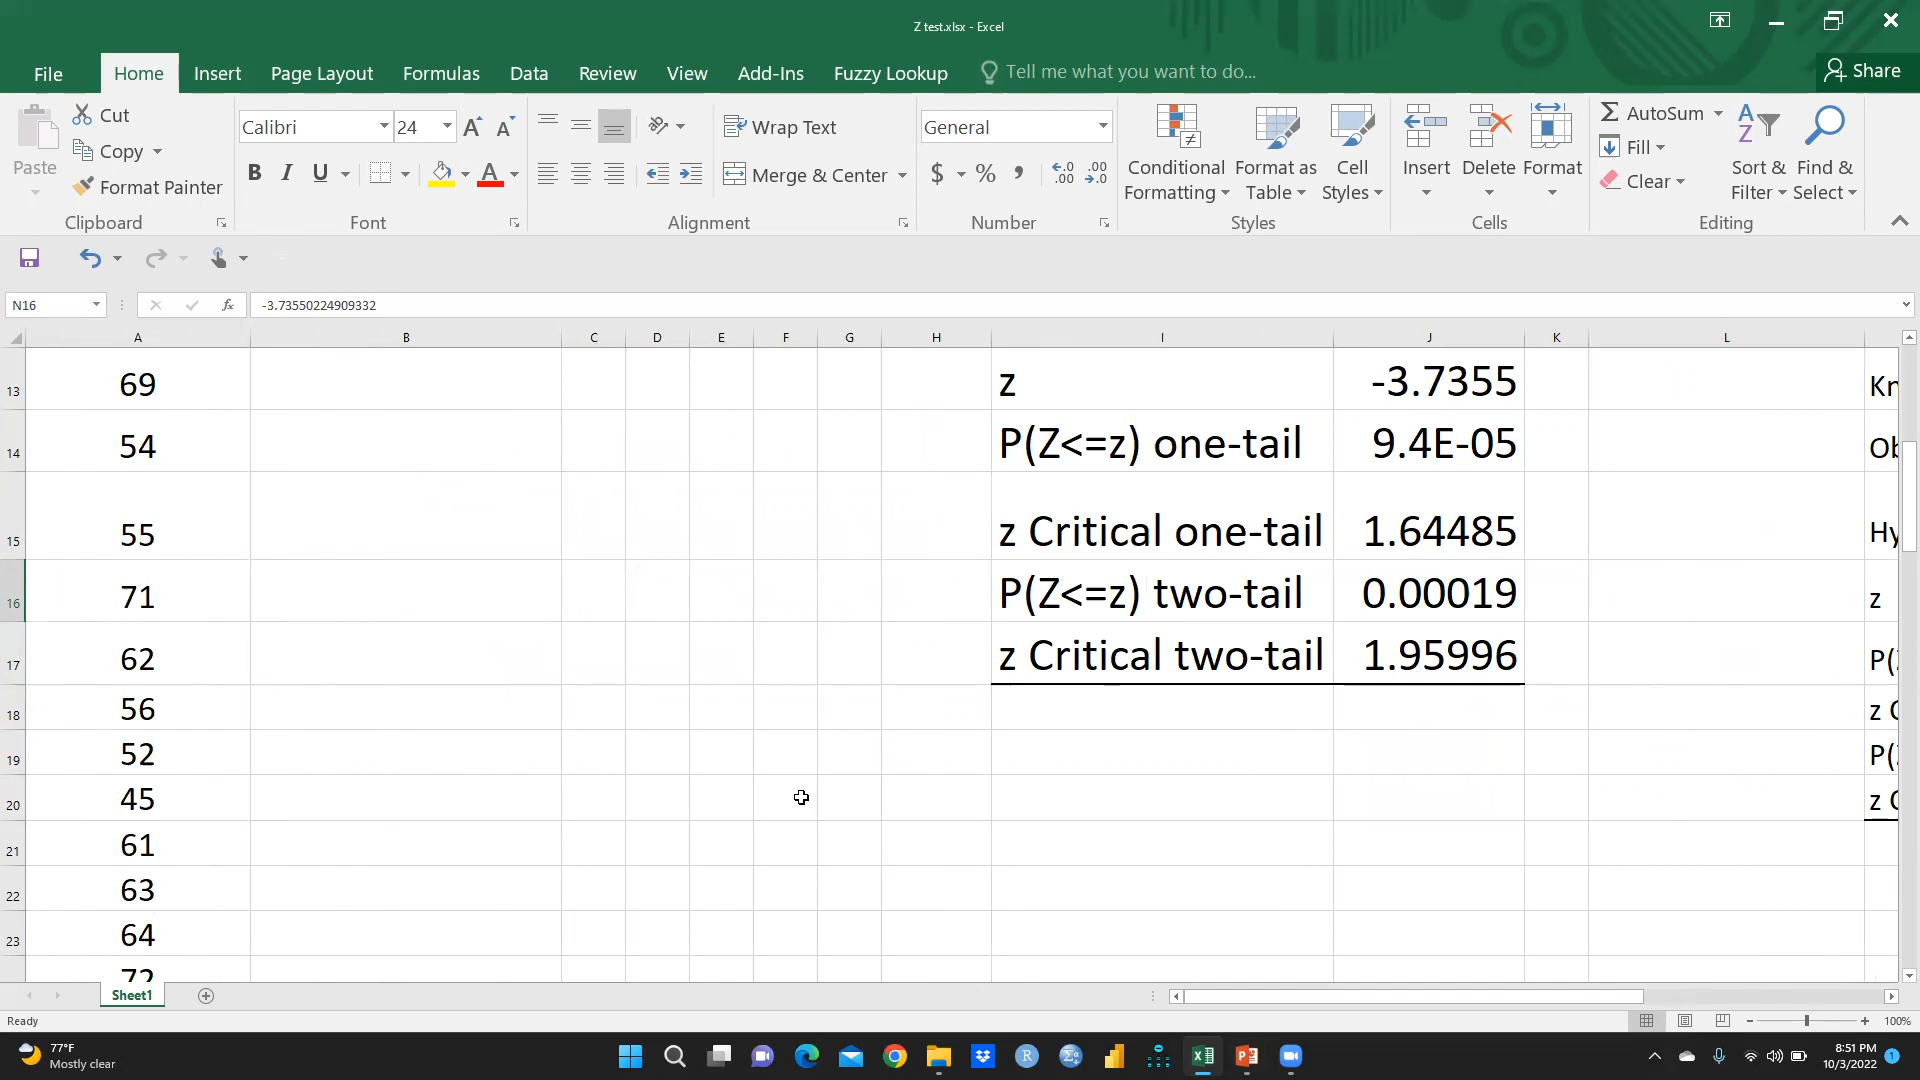 Z test.xlsx - Excel
File Home Insert Page Layout Formulas Data Review View Add-Ins Fuzzy Lookup Tell me what you want to do... Share
Paste Cut Copy Format Painter Clipboard
Calibri 24 B I U A Font
Wrap Text Merge & Center Alignment
General $ % Number
Conditional Formatting Format as Table Cell Styles Styles
Insert Delete Format Cells
AutoSum Fill Clear Sort & Filter Find & Select Editing
N16 fx -3.73550224909332
A B C D E F G H I J K L
13 69 z -3.7355 Kn
14 54 P(Z<=z) one-tail 9.4E-05 Ob
15 55 z Critical one-tail 1.64485 Hy
16 71 P(Z<=z) two-tail 0.00019 z
17 62 z Critical two-tail 1.95996 P(
18 56 z C
19 52 P(
20 45 z C
21 61
22 63
23 64
72
Sheet1
Ready 100%
77°F
Mostly clear
8:51 PM
10/3/2022
1